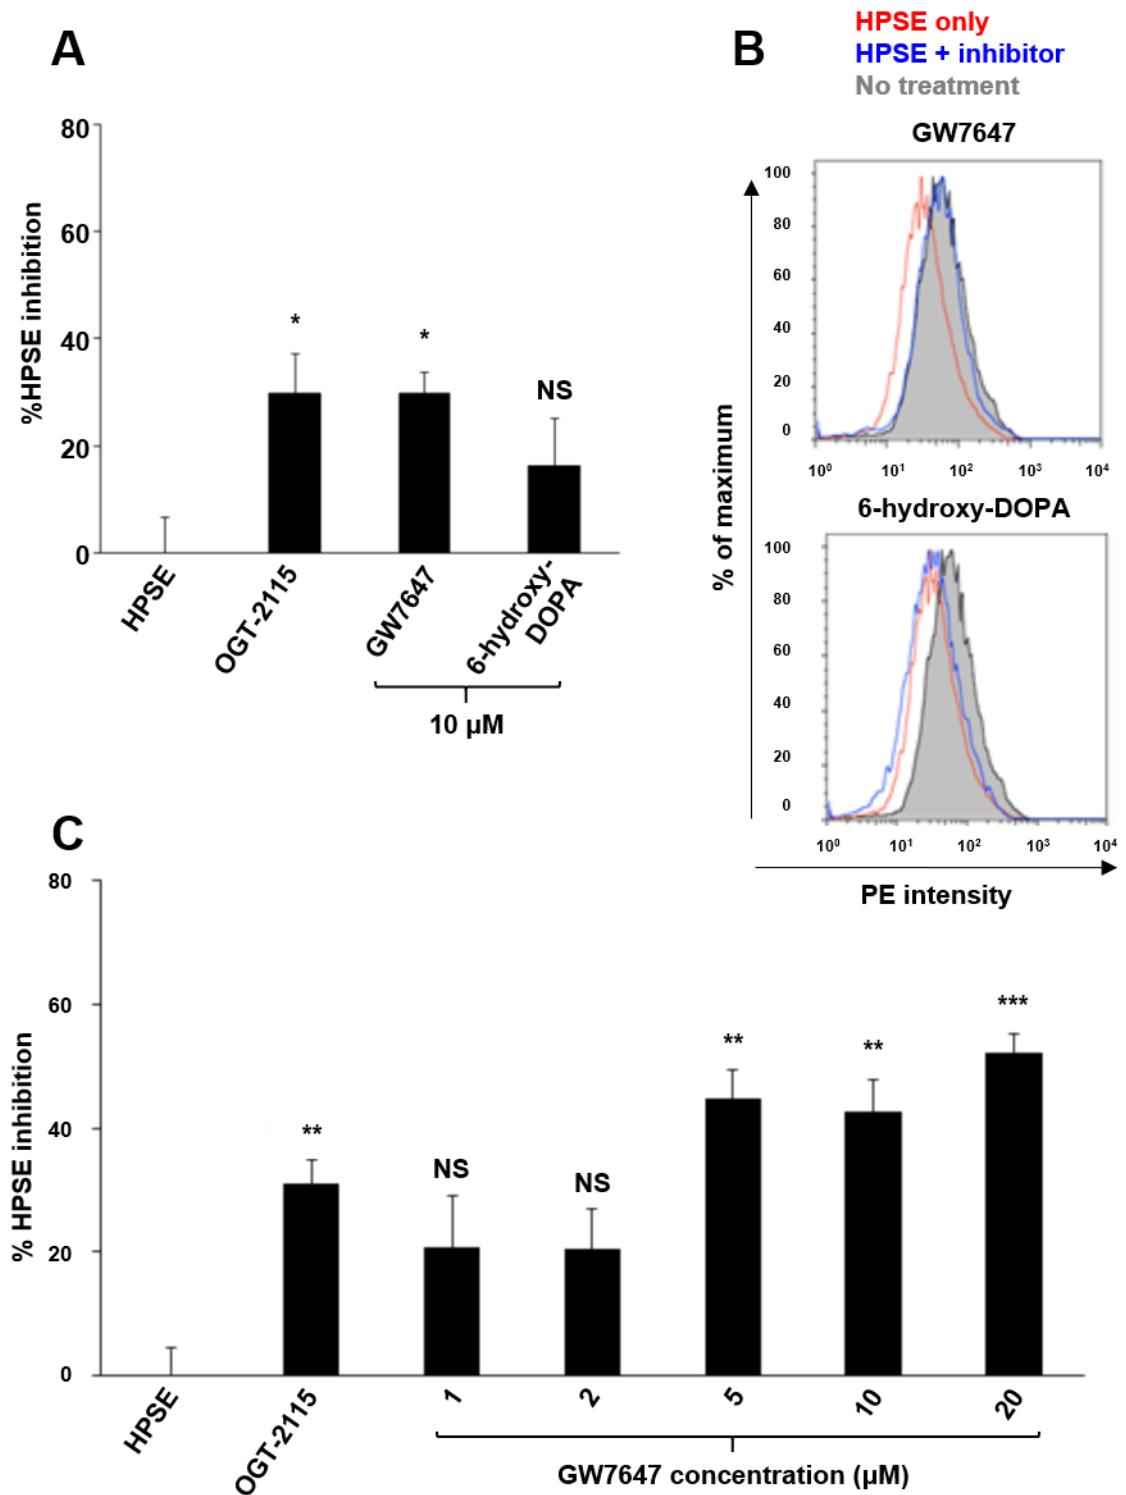 A
80
60
40
20
0
%HPSE inhibition
*
*
NS
HPSE
OGT-2115
GW7647
6-hydroxy-
DOPA
10 µM
B
HPSE only
HPSE + inhibitor
No treatment
GW7647
100
80
60
40
20
0
10⁰ 10¹ 10² 10³ 10⁴
6-hydroxy-DOPA
100
80
60
40
20
0
10⁰ 10¹ 10² 10³ 10⁴
% of maximum
PE intensity
C
80
60
40
20
0
% HPSE inhibition
**
NS
NS
**
**
***
HPSE
OGT-2115
1
2
5
10
20
GW7647 concentration (µM)